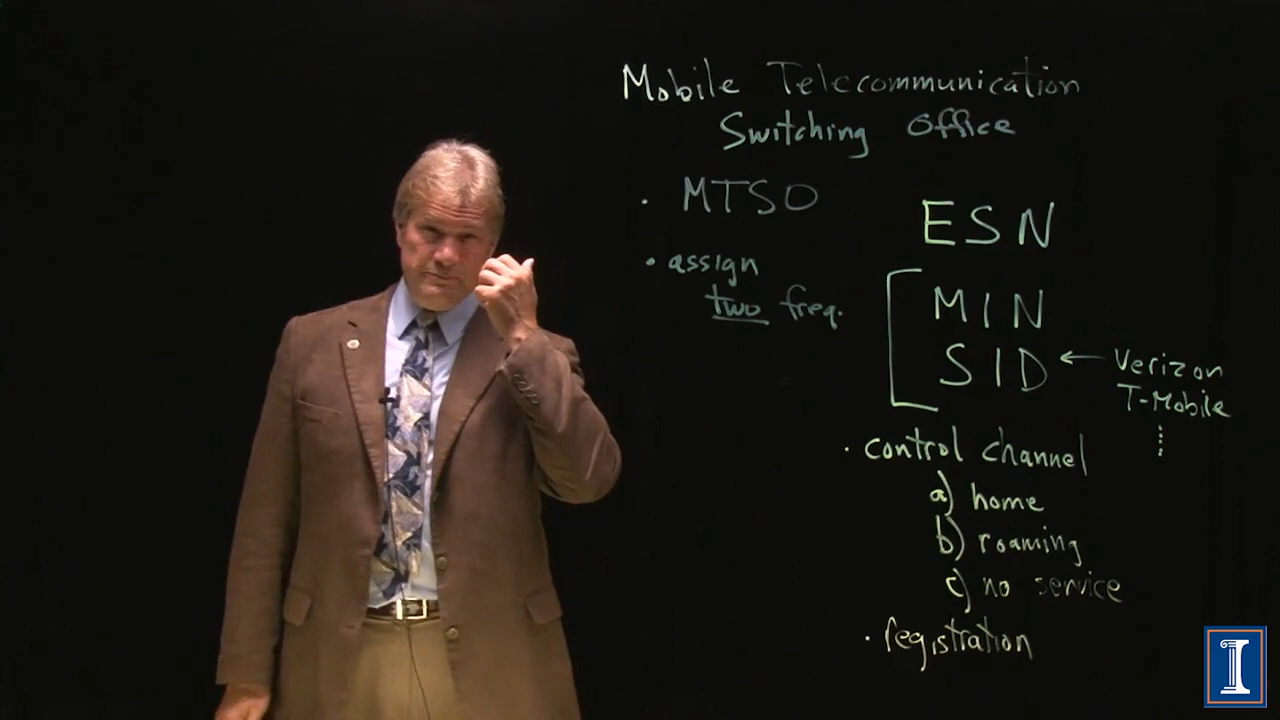 Mobile Telecommunication
Switching Office
· MTSO
· assign
two freq.
ESN
MIN
SID ← Verizon
T-Mobile
· control channel
a) home
b) roaming
c) no service
· registration
I